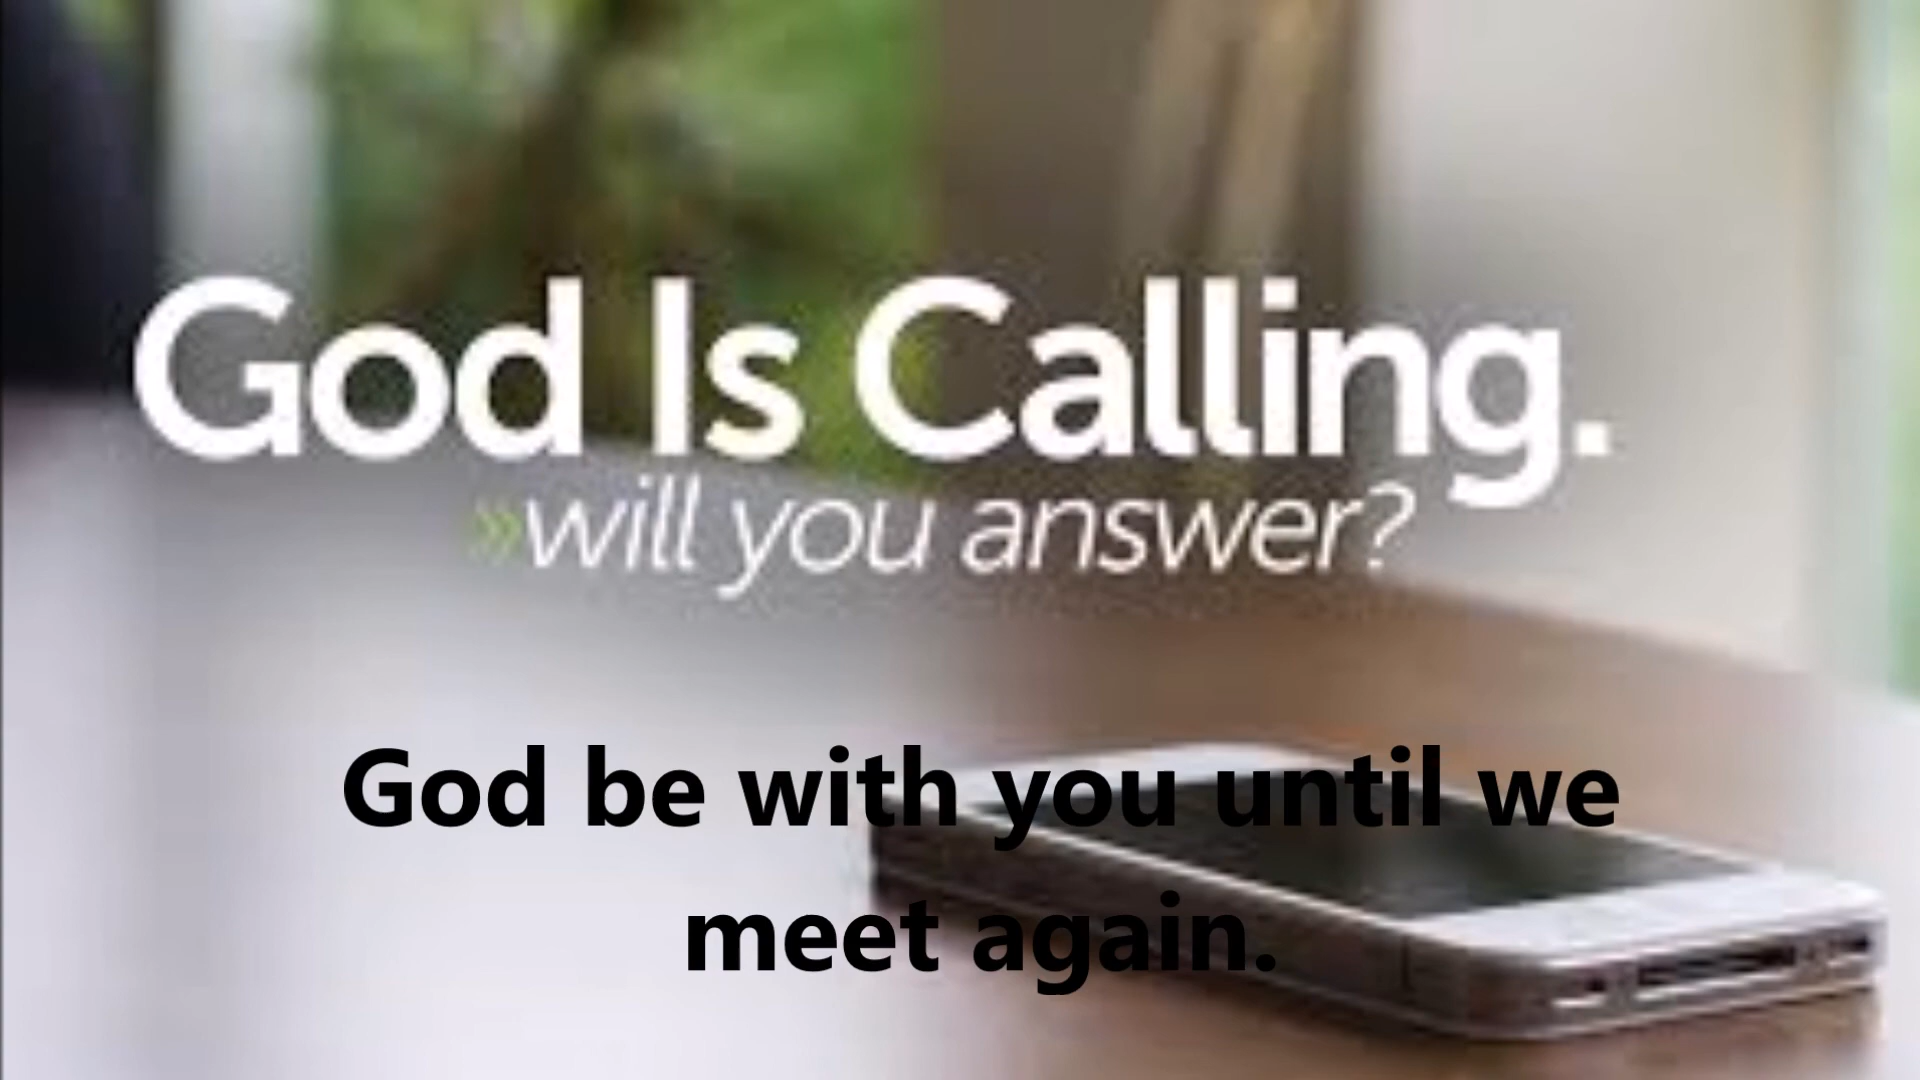 God Is Calling.
»will you answer?
God be with you until we
meet again.